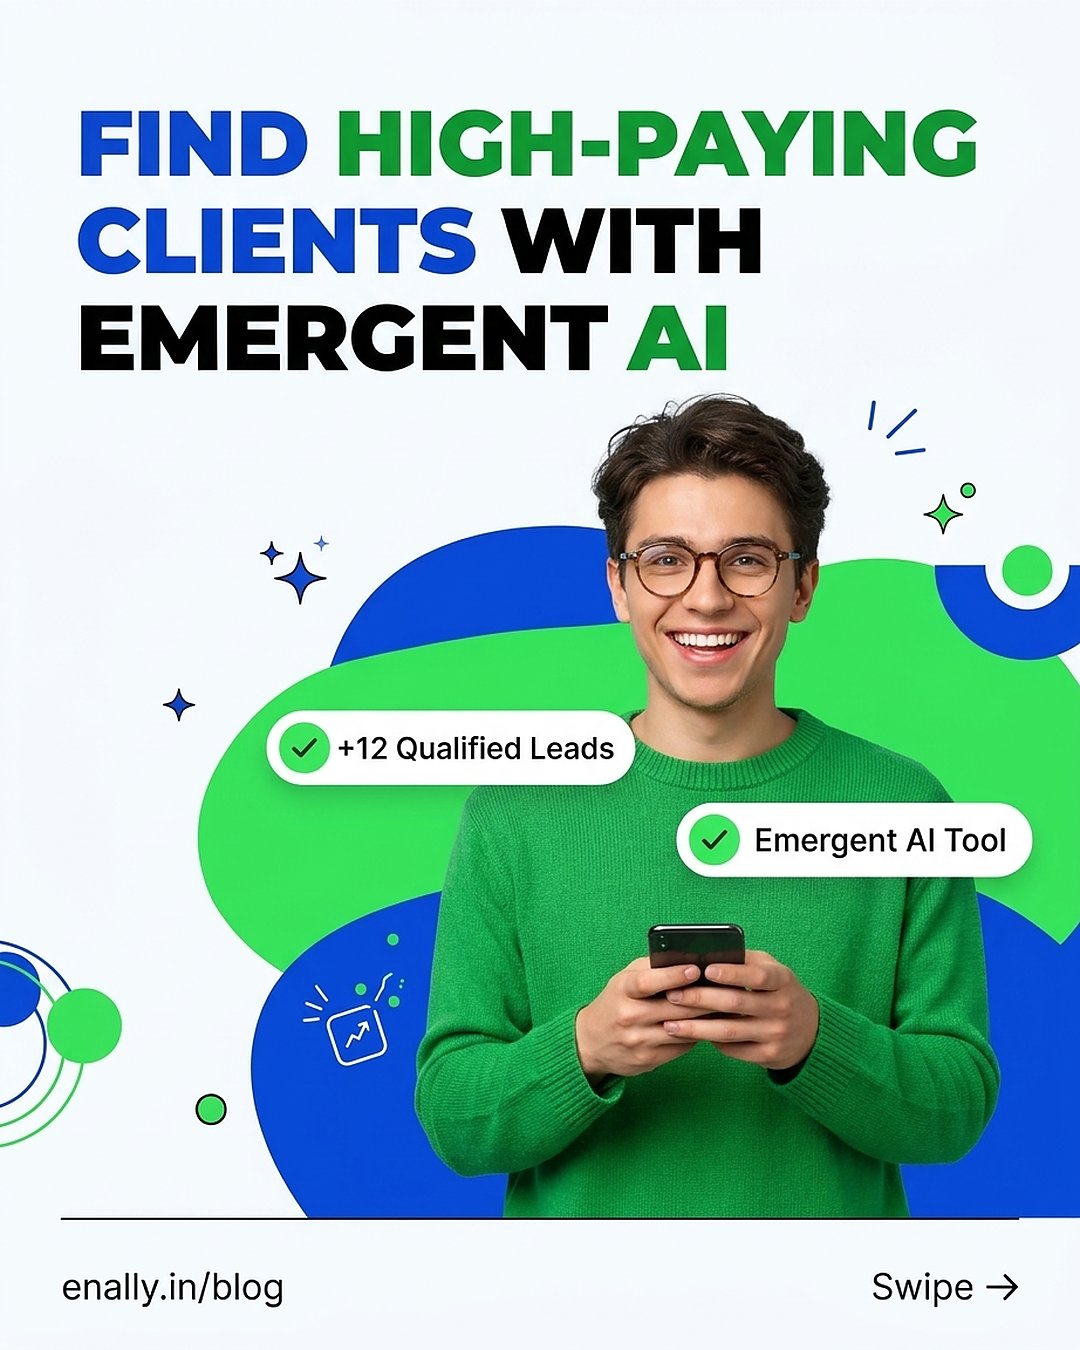 FIND HIGH-PAYING
CLIENTS WITH
EMERGENT AI
+12 Qualified Leads
Emergent AI Tool
enally.in/blog
Swipe →